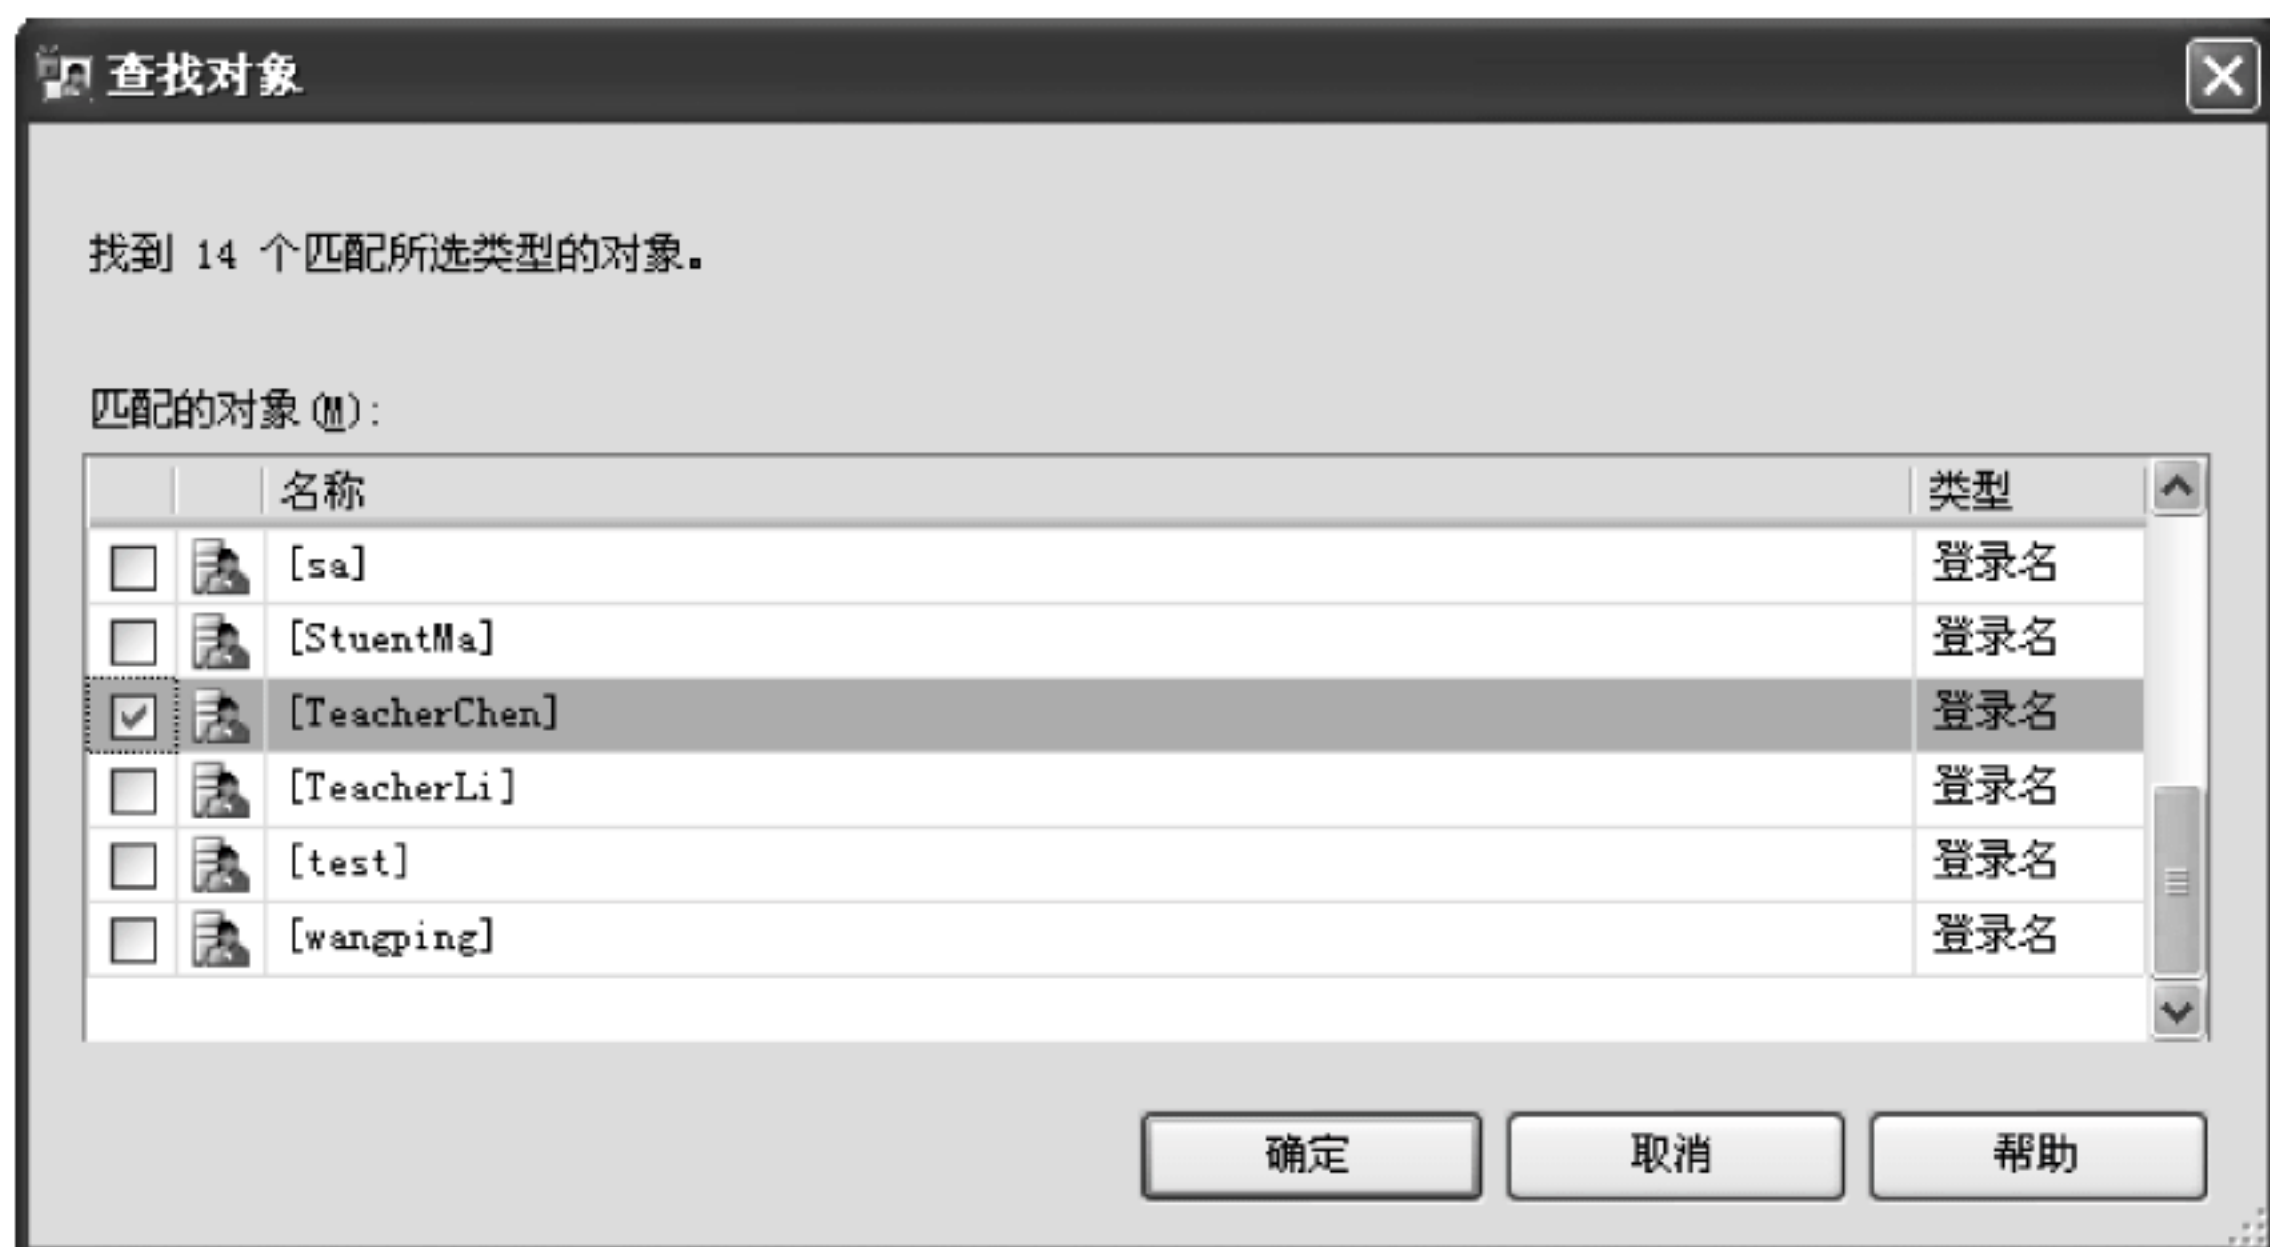 查找对象
找到 14 个匹配所选类型的对象。
匹配的对象(M):
名称 类型
[sa] 登录名
[StuentMa] 登录名
[TeacherChen] 登录名
[TeacherLi] 登录名
[test] 登录名
[wangping] 登录名
确定 取消 帮助